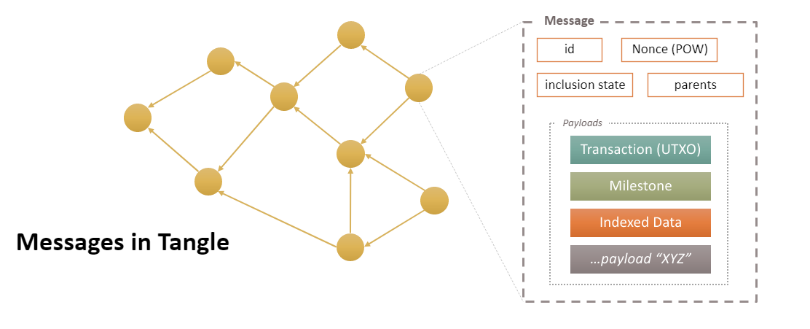 Messages in Tangle
Message
id
Nonce (POW)
inclusion state
parents
Payloads
Transaction (UTXO)
Milestone
Indexed Data
...payload “XYZ”